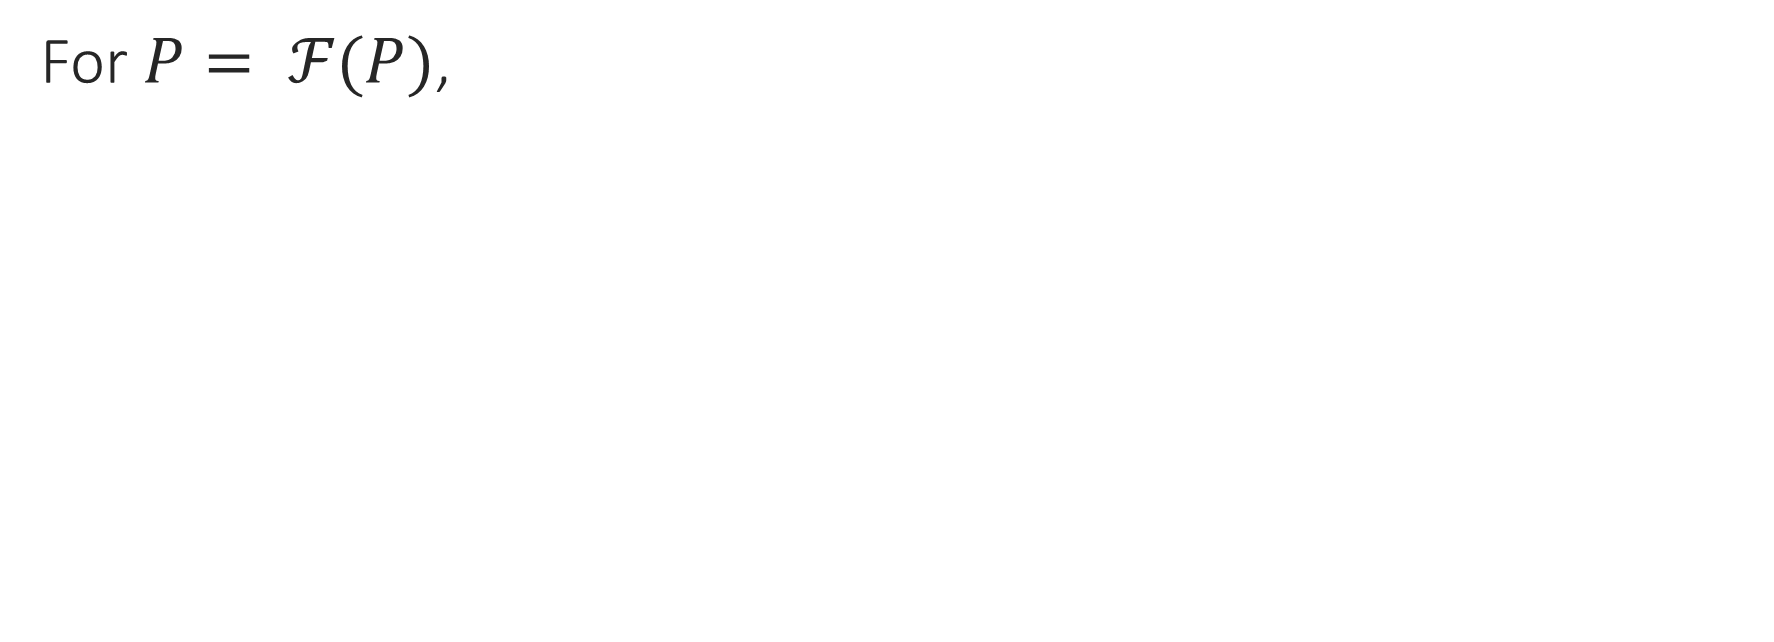 For 𝑃 = ℱ(𝑃),